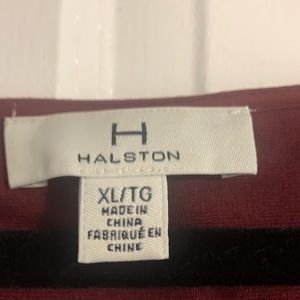 H
HALSTON
XL/TG
MADE IN
CHINA
FABRIQUÉ EN
CHINE